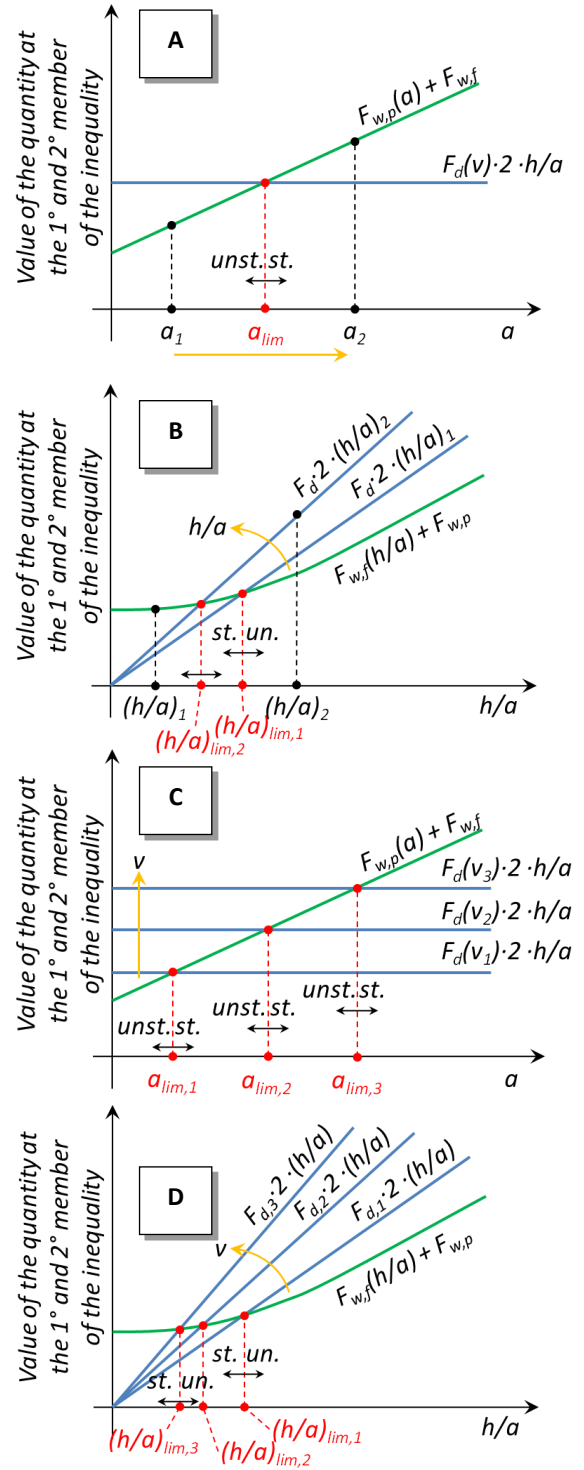 A
Value of the quantity at
the 1° and 2° member
of the inequality
F_w,p(a) + F_w,f
F_d(v)·2·h/a
unst. st.
a_1
a_lim
a_2
a
B
Value of the quantity at
the 1° and 2° member
of the inequality
F_d·2·(h/a)_2
F_d·2·(h/a)_1
h/a
F_w,f(h/a) + F_w,p
st. un.
(h/a)_1
(h/a)_2
h/a
(h/a)_lim,1
(h/a)_lim,2
C
Value of the quantity at
the 1° and 2° member
of the inequality
v
F_w,p(a) + F_w,f
F_d(v_3)·2·h/a
F_d(v_2)·2·h/a
F_d(v_1)·2·h/a
unst. st.
unst. st.
unst. st.
a_lim,1
a_lim,2
a_lim,3
a
D
Value of the quantity at
the 1° and 2° member
of the inequality
F_d,3·2·(h/a)
F_d,2·2·(h/a)
F_d,1·2·(h/a)
v
F_w,f(h/a) + F_w,p
st. un.
st. un.
h/a
(h/a)_lim,3
(h/a)_lim,2
(h/a)_lim,1